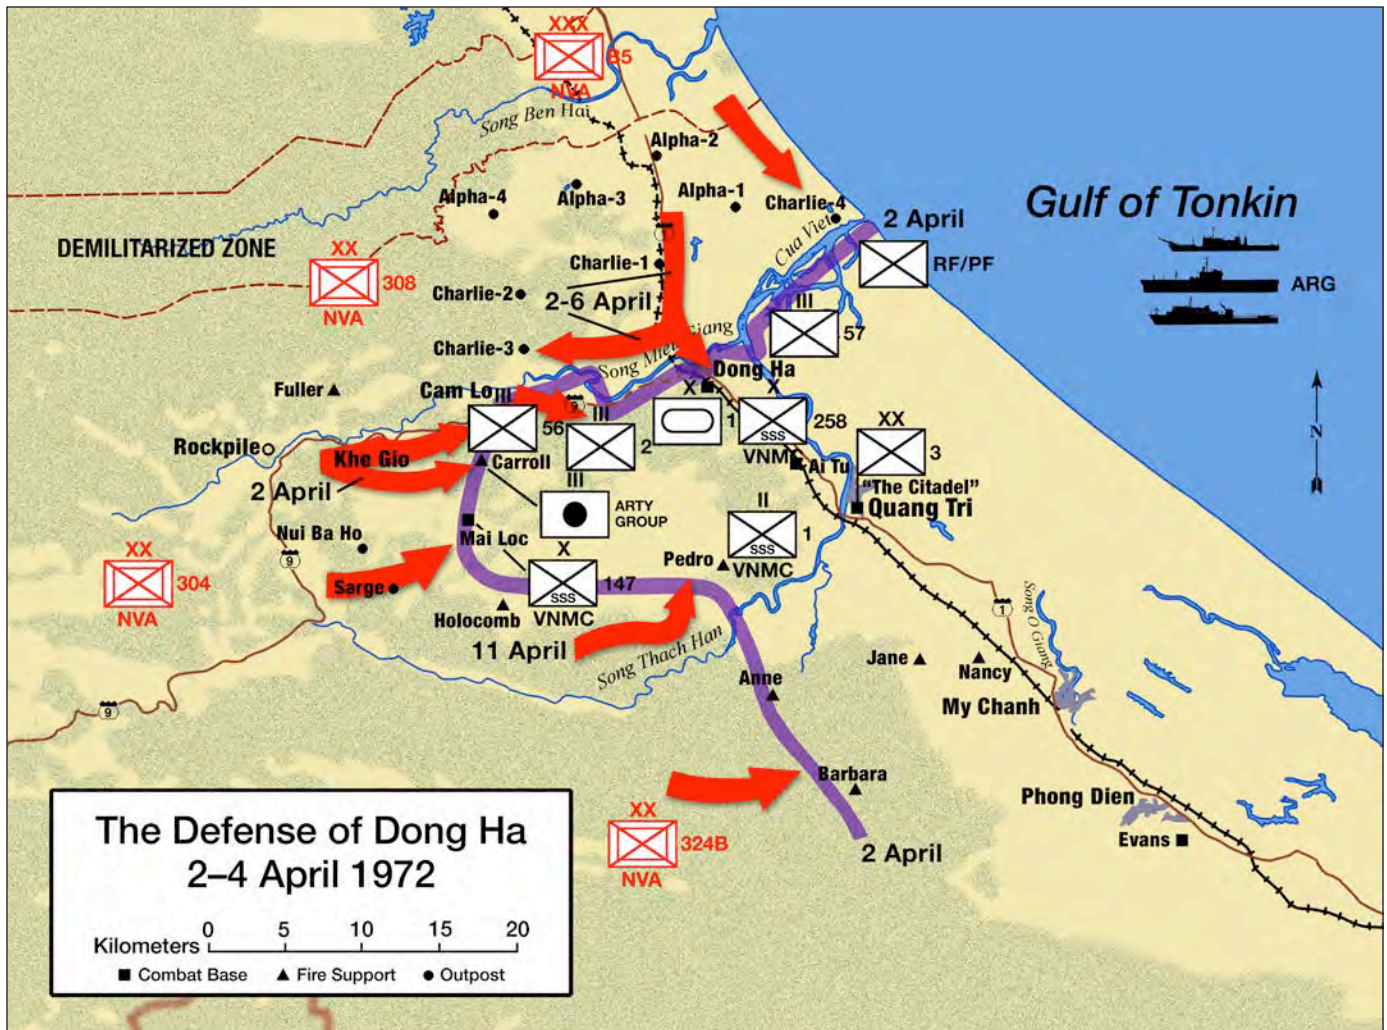 XXX
B5
NVA
Song Ben Hai
Alpha-2
Alpha-4
Alpha-3
Alpha-1
Charlie-4
2 April
Gulf of Tonkin
DEMILITARIZED ZONE
XX
308
NVA
Charlie-1
1
Cua Viet
RF/PF
ARG
Charlie-2
2-6 April
III
57
Charlie-3
Song Mieu Giang
Dong Ha
Fuller
Cam Lo
9
III
56
III
2
X
1
X
258
SSS
VNMC
XX
3
N
Rockpile
Khe Gio
Carroll
Ai Tu
2 April
III
ARTY
GROUP
"The Citadel"
Quang Tri
Nui Ba Ho
Mai Loc
II
1
SSS
VNMC
9
XX
304
NVA
Sarge
X
147
SSS
VNMC
Pedro
Holocomb
11 April
Song Thach Han
1
Song O Giang
Jane
Nancy
Anne
My Chanh
9
Barbara
Phong Dien
XX
324B
NVA
2 April
Evans
The Defense of Dong Ha
2–4 April 1972
Kilometers 0 5 10 15 20
Combat Base Fire Support Outpost